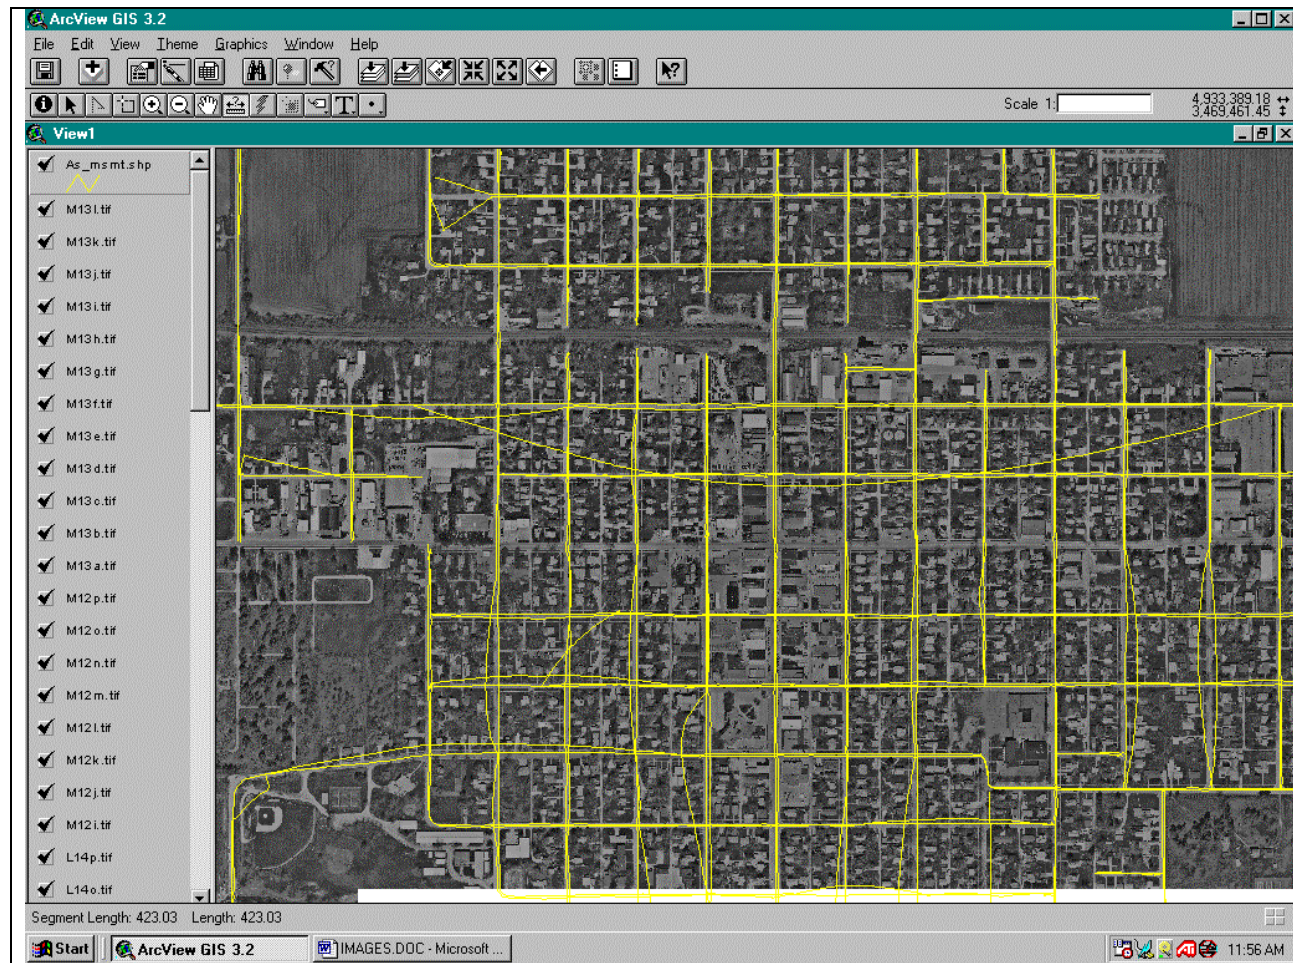 ArcView GIS 3.2
File Edit View Theme Graphics Window Help
Scale 1: 4,933,389.18
3,469,461.45
View1
As_msmt.shp
M13l.tif
M13k.tif
M13j.tif
M13i.tif
M13h.tif
M13g.tif
M13f.tif
M13e.tif
M13d.tif
M13c.tif
M13b.tif
M13a.tif
M12p.tif
M12o.tif
M12n.tif
M12m.tif
M12l.tif
M12k.tif
M12j.tif
M12i.tif
L14p.tif
L14o.tif
Segment Length: 423.03 Length: 423.03
Start ArcView GIS 3.2 IMAGES.DOC - Microsoft ... 11:56 AM